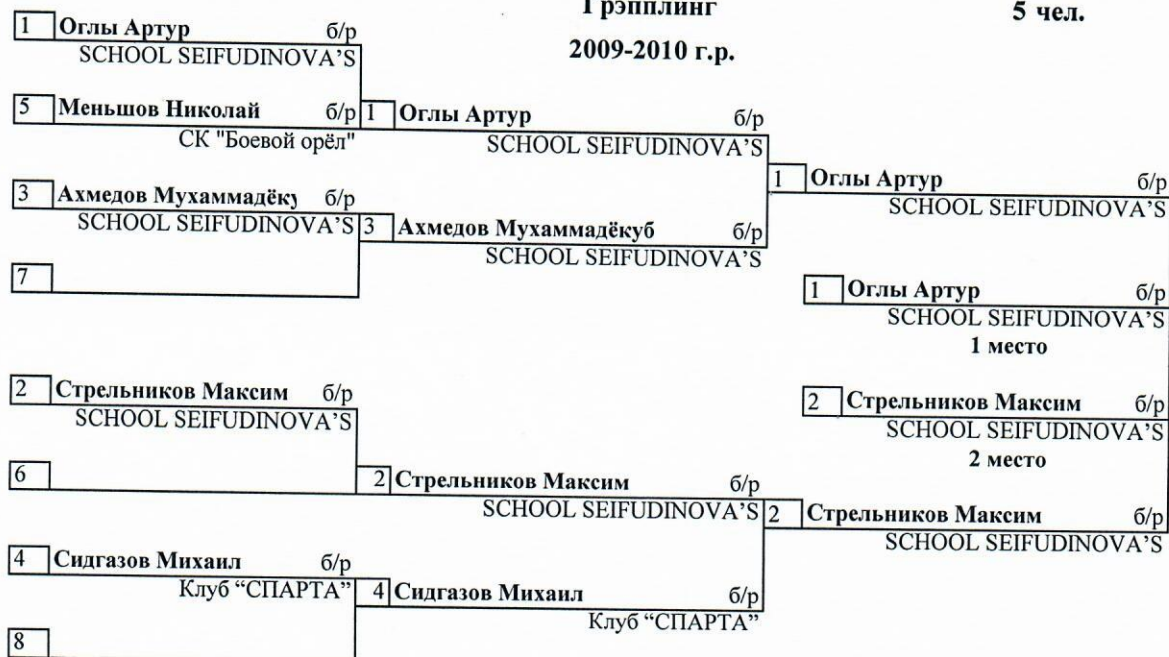 Грэпплинг
5 чел.
2009-2010 г.р.
1 Оглы Артур б/р
SCHOOL SEIFUDINOVA’S
5 Меньшов Николай б/р
СК "Боевой орёл"
1 Оглы Артур б/р
SCHOOL SEIFUDINOVA’S
3 Ахмедов Мухаммадёку б/р
SCHOOL SEIFUDINOVA’S
3 Ахмедов Мухаммадёкуб б/р
SCHOOL SEIFUDINOVA’S
7
1 Оглы Артур б/р
SCHOOL SEIFUDINOVA’S
1 Оглы Артур б/р
SCHOOL SEIFUDINOVA’S
1 место
2 Стрельников Максим б/р
SCHOOL SEIFUDINOVA’S
2 место
2 Стрельников Максим б/р
SCHOOL SEIFUDINOVA’S
6
2 Стрельников Максим б/р
SCHOOL SEIFUDINOVA’S
2 Стрельников Максим б/р
SCHOOL SEIFUDINOVA’S
4 Сидгазов Михаил б/р
Клуб “СПАРТА”
4 Сидгазов Михаил б/р
Клуб “СПАРТА”
8